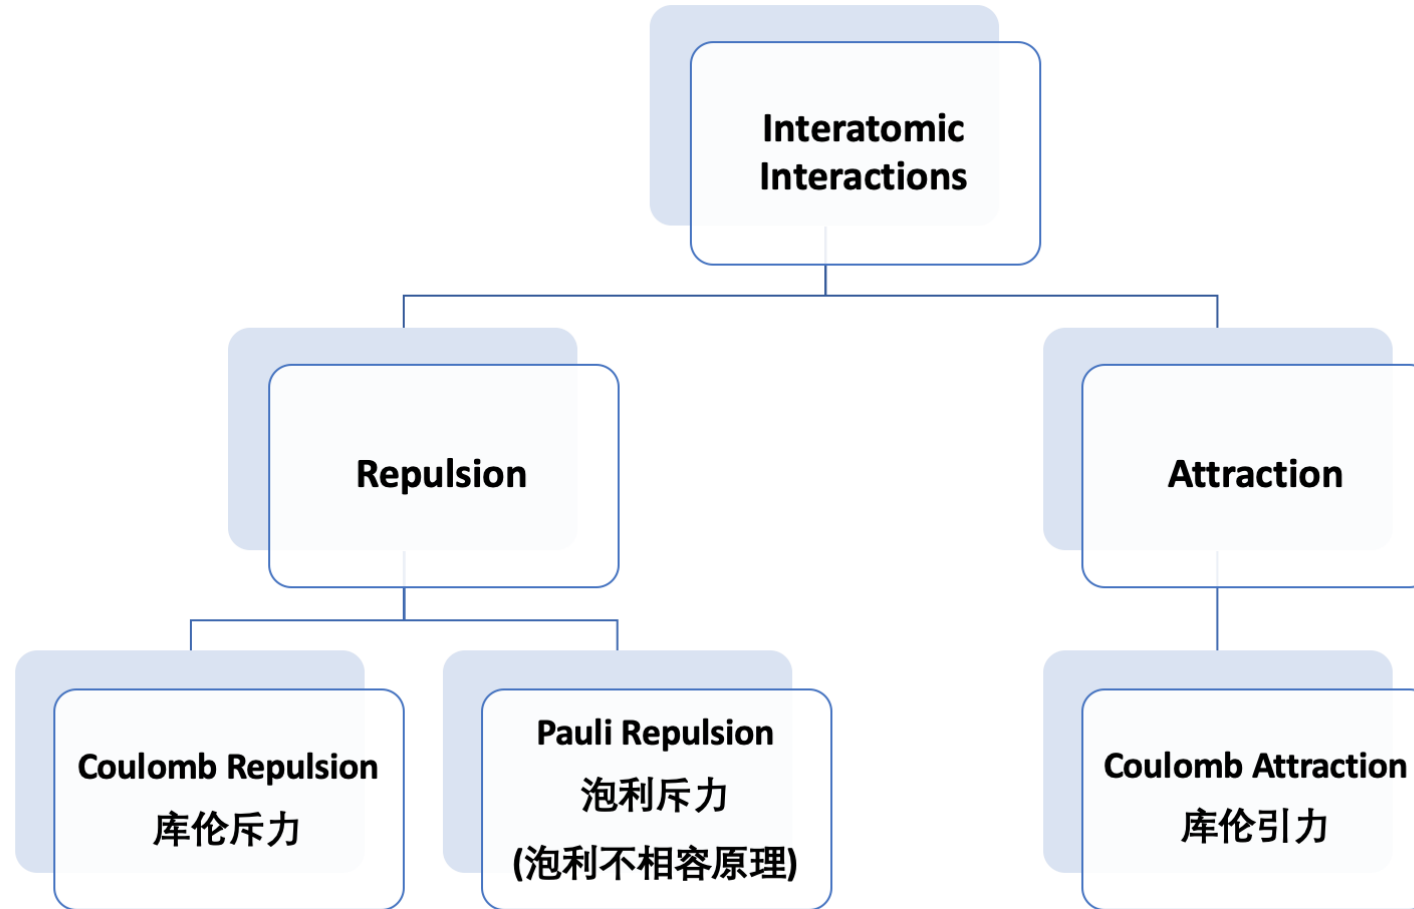 Interatomic
Interactions
Repulsion
Attraction
Coulomb Repulsion
库伦斥力
Pauli Repulsion
泡利斥力
(泡利不相容原理)
Coulomb Attraction
库伦引力